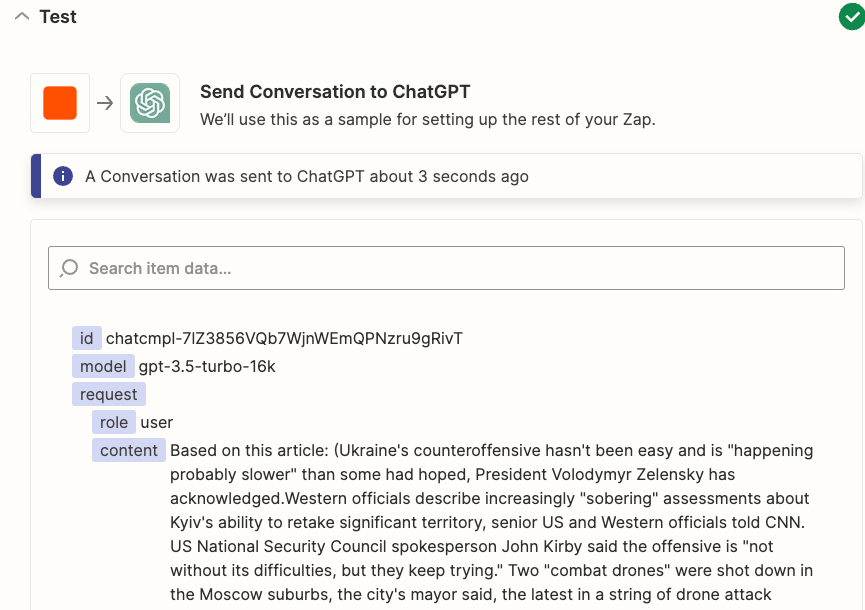 Test
Send Conversation to ChatGPT
We’ll use this as a sample for setting up the rest of your Zap.
A Conversation was sent to ChatGPT about 3 seconds ago
Search item data...
id chatcmpl-7lZ3856VQb7WjnWEmQPNzru9gRivT
model gpt-3.5-turbo-16k
request
role user
content Based on this article: (Ukraine's counteroffensive hasn't been easy and is "happening
probably slower" than some had hoped, President Volodymyr Zelensky has
acknowledged.Western officials describe increasingly "sobering" assessments about
Kyiv's ability to retake significant territory, senior US and Western officials told CNN.
US National Security Council spokesperson John Kirby said the offensive is "not
without its difficulties, but they keep trying." Two "combat drones" were shot down in
the Moscow suburbs, the city's mayor said, the latest in a string of drone attack